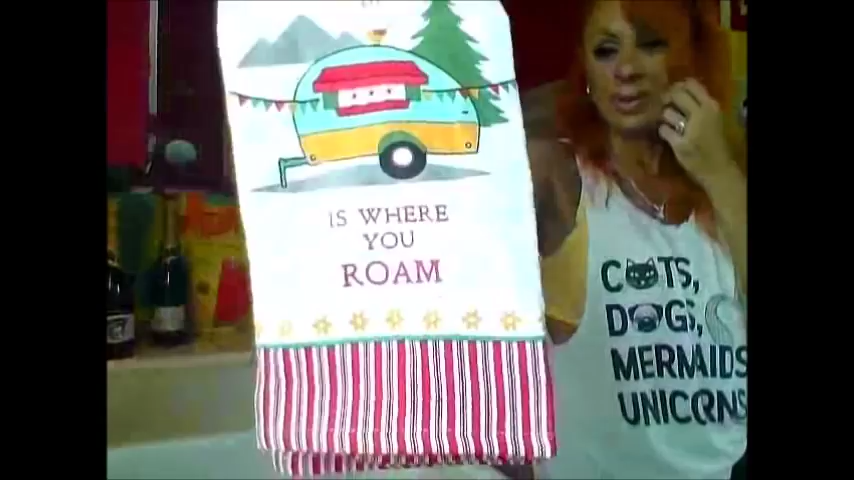 IS WHERE
YOU
ROAM
CATS,
DOGS,
MERMAIDS
UNICORNS